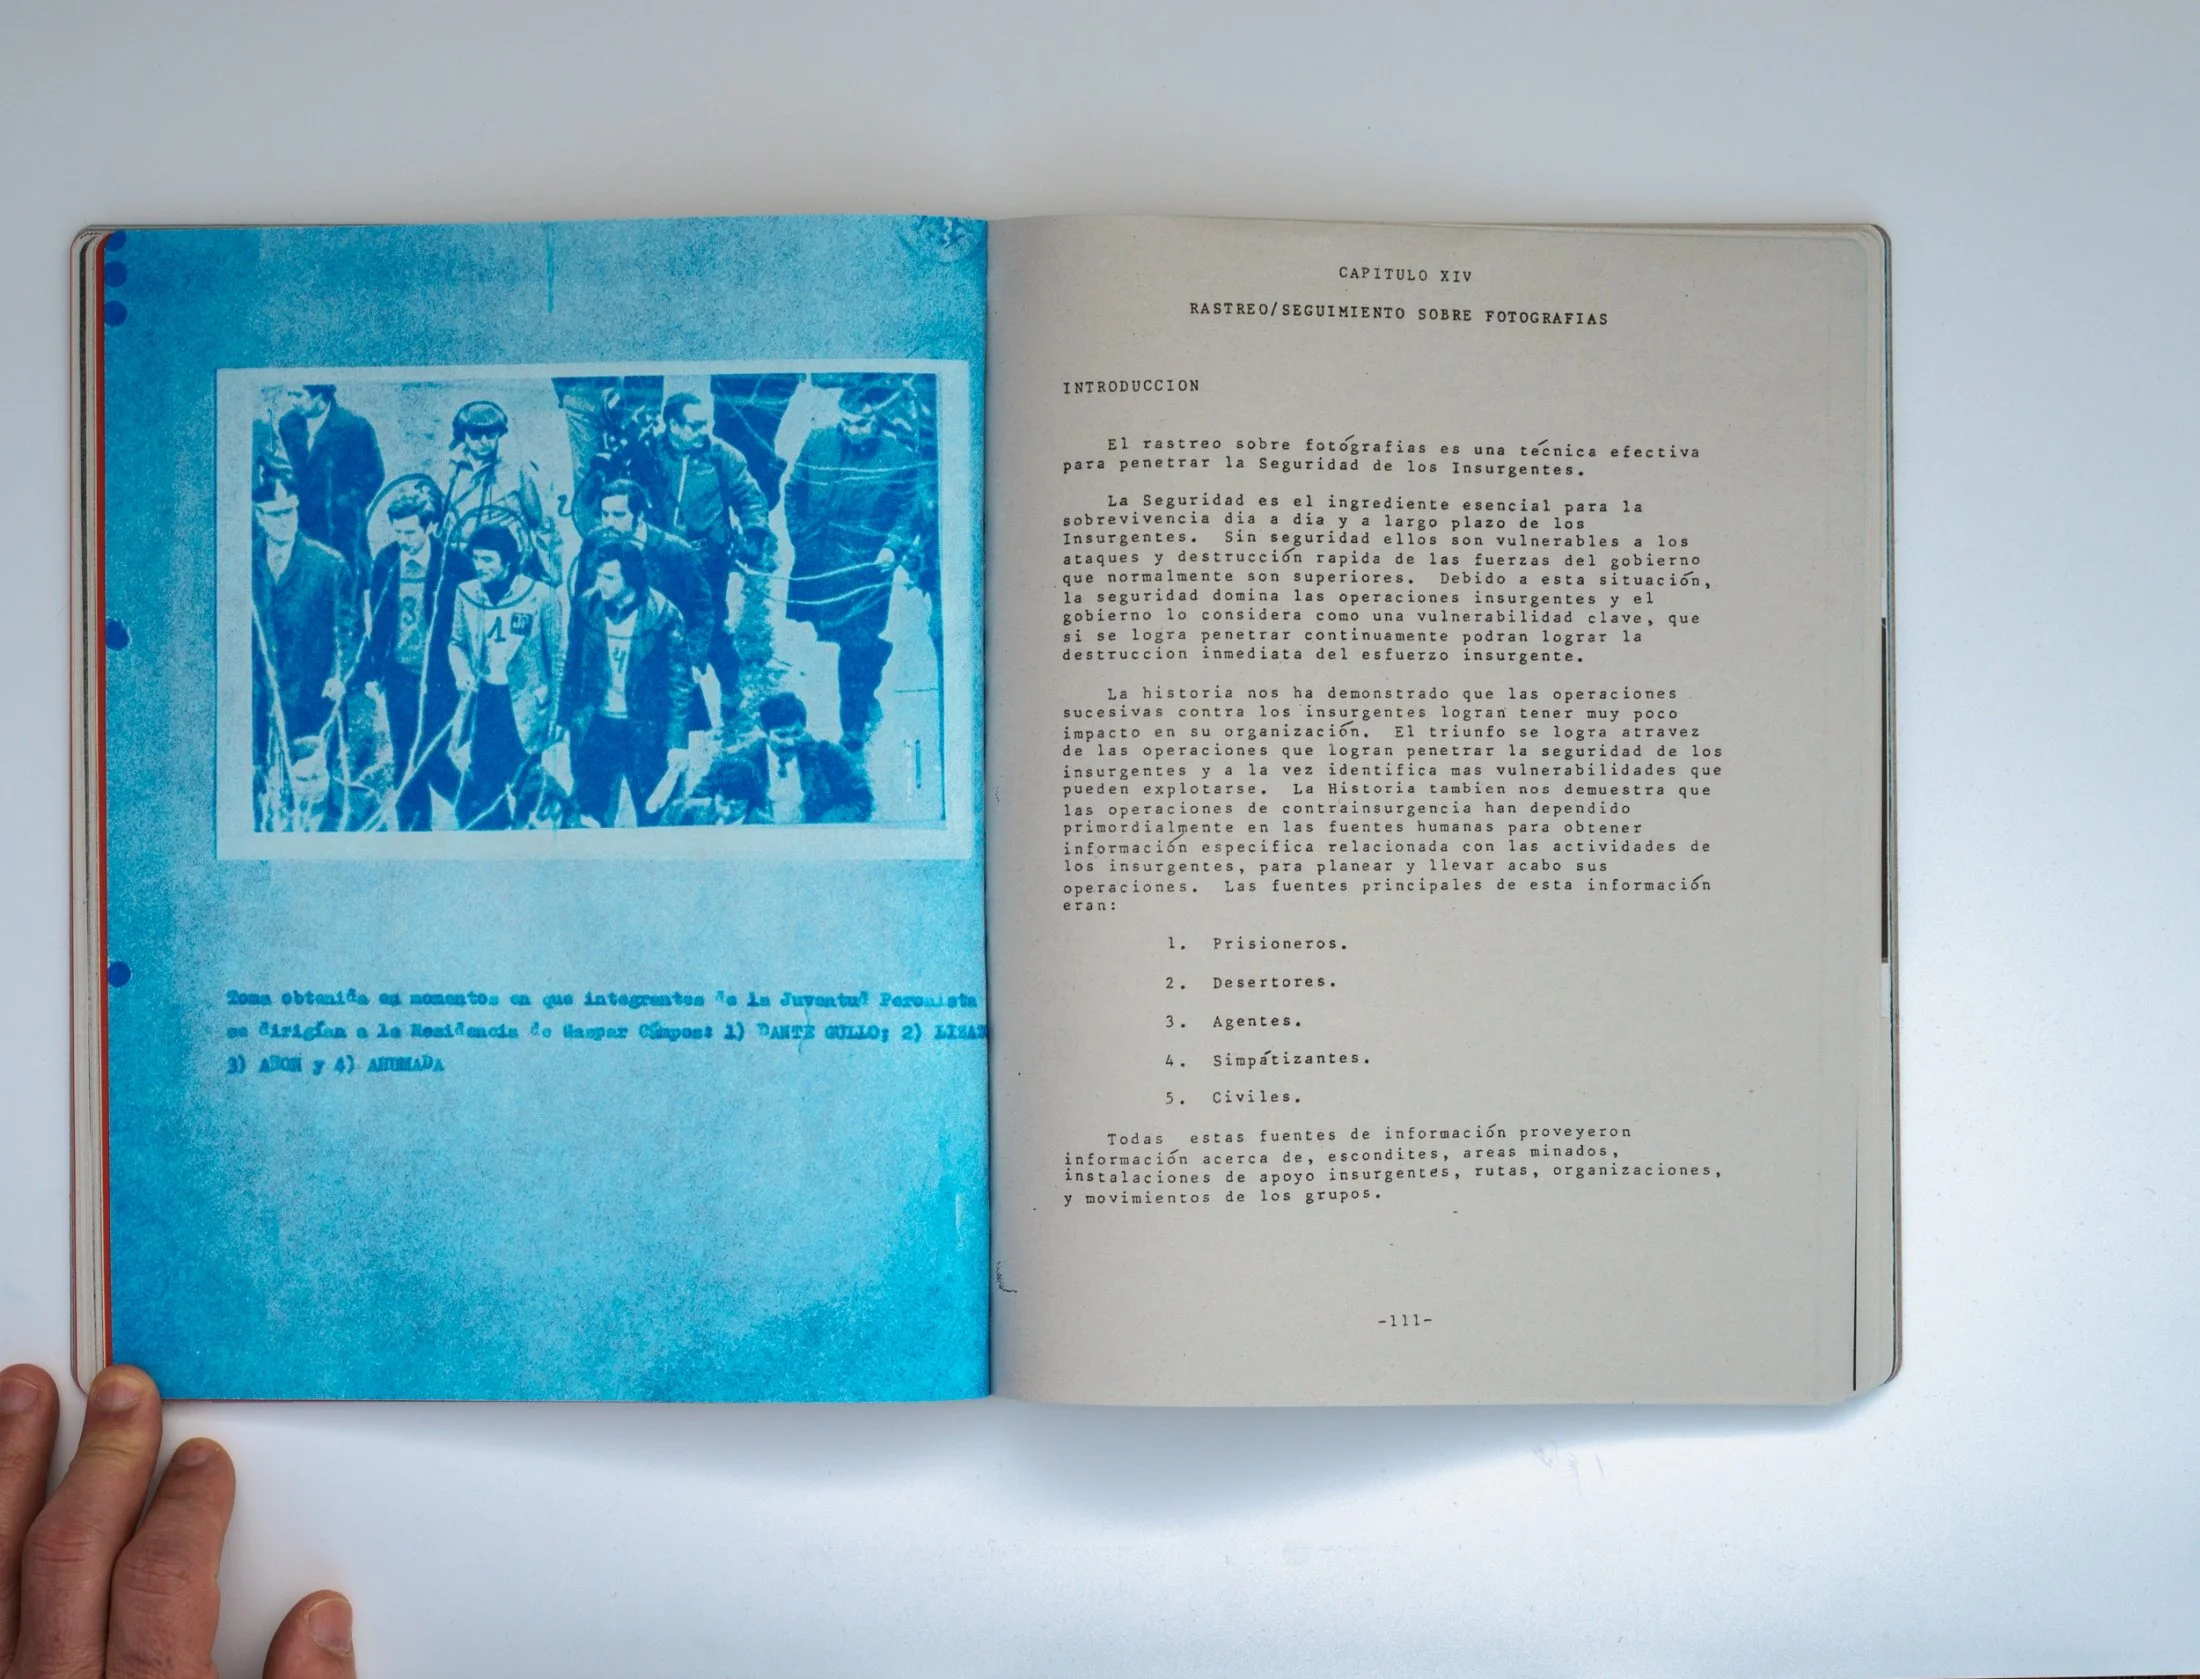 1
2
3
4
Toma obtenida en momentos en que integrantes de la Juventud Peronista
se dirigían a la Residencia de Gaspar Cámpos: 1) DANTE GULLO; 2)
3) AÑON y 4) AHUMADA
CAPITULO XIV
RASTREO/SEGUIMIENTO SOBRE FOTOGRAFIAS
INTRODUCCION
El rastreo sobre fotógrafias es una técnica efectiva
para penetrar la Seguridad de los Insurgentes.
La Seguridad es el ingrediente esencial para la
sobrevivencia dia a dia y a largo plazo de los
Insurgentes. Sin seguridad ellos son vulnerables a los
ataques y destrucción rapida de las fuerzas del gobierno
que normalmente son superiores. Debido a esta situación,
la seguridad domina las operaciones insurgentes y el
gobierno lo considera como una vulnerabilidad clave, que
si se logra penetrar continuamente podran lograr la
destruccion inmediata del esfuerzo insurgente.
La historia nos ha demostrado que las operaciones
sucesivas contra los insurgentes logran tener muy poco
impacto en su organización. El triunfo se logra atravez
de las operaciones que logran penetrar la seguridad de los
insurgentes y a la vez identifica mas vulnerabilidades que
pueden explotarse. La Historia tambien nos demuestra que
las operaciones de contrainsurgencia han dependido
primordialmente en las fuentes humanas para obtener
información especifica relacionada con las actividades de
los insurgentes, para planear y llevar acabo sus
operaciones. Las fuentes principales de esta información
eran:
1. Prisioneros.
2. Desertores.
3. Agentes.
4. Simpátizantes.
5. Civiles.
Todas estas fuentes de información proveyeron
información acerca de, escondites, areas minados,
instalaciones de apoyo insurgentes, rutas, organizaciones,
y movimientos de los grupos.
-111-